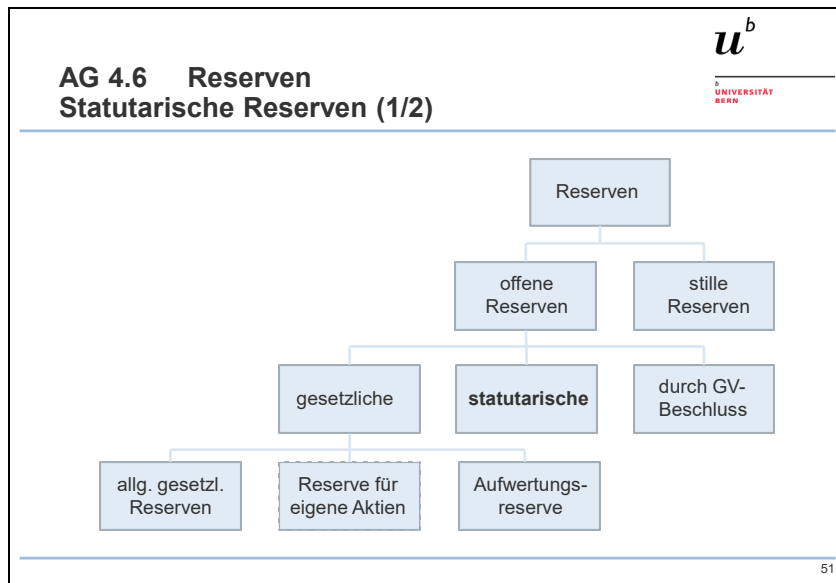 AG 4.6 Reserven
Statutarische Reserven (1/2)
u^b
b
UNIVERSITÄT
BERN
Reserven
offene
Reserven
stille
Reserven
gesetzliche
statutarische
durch GV-
Beschluss
allg. gesetzl.
Reserven
Reserve für
eigene Aktien
Aufwertungs-
reserve
51